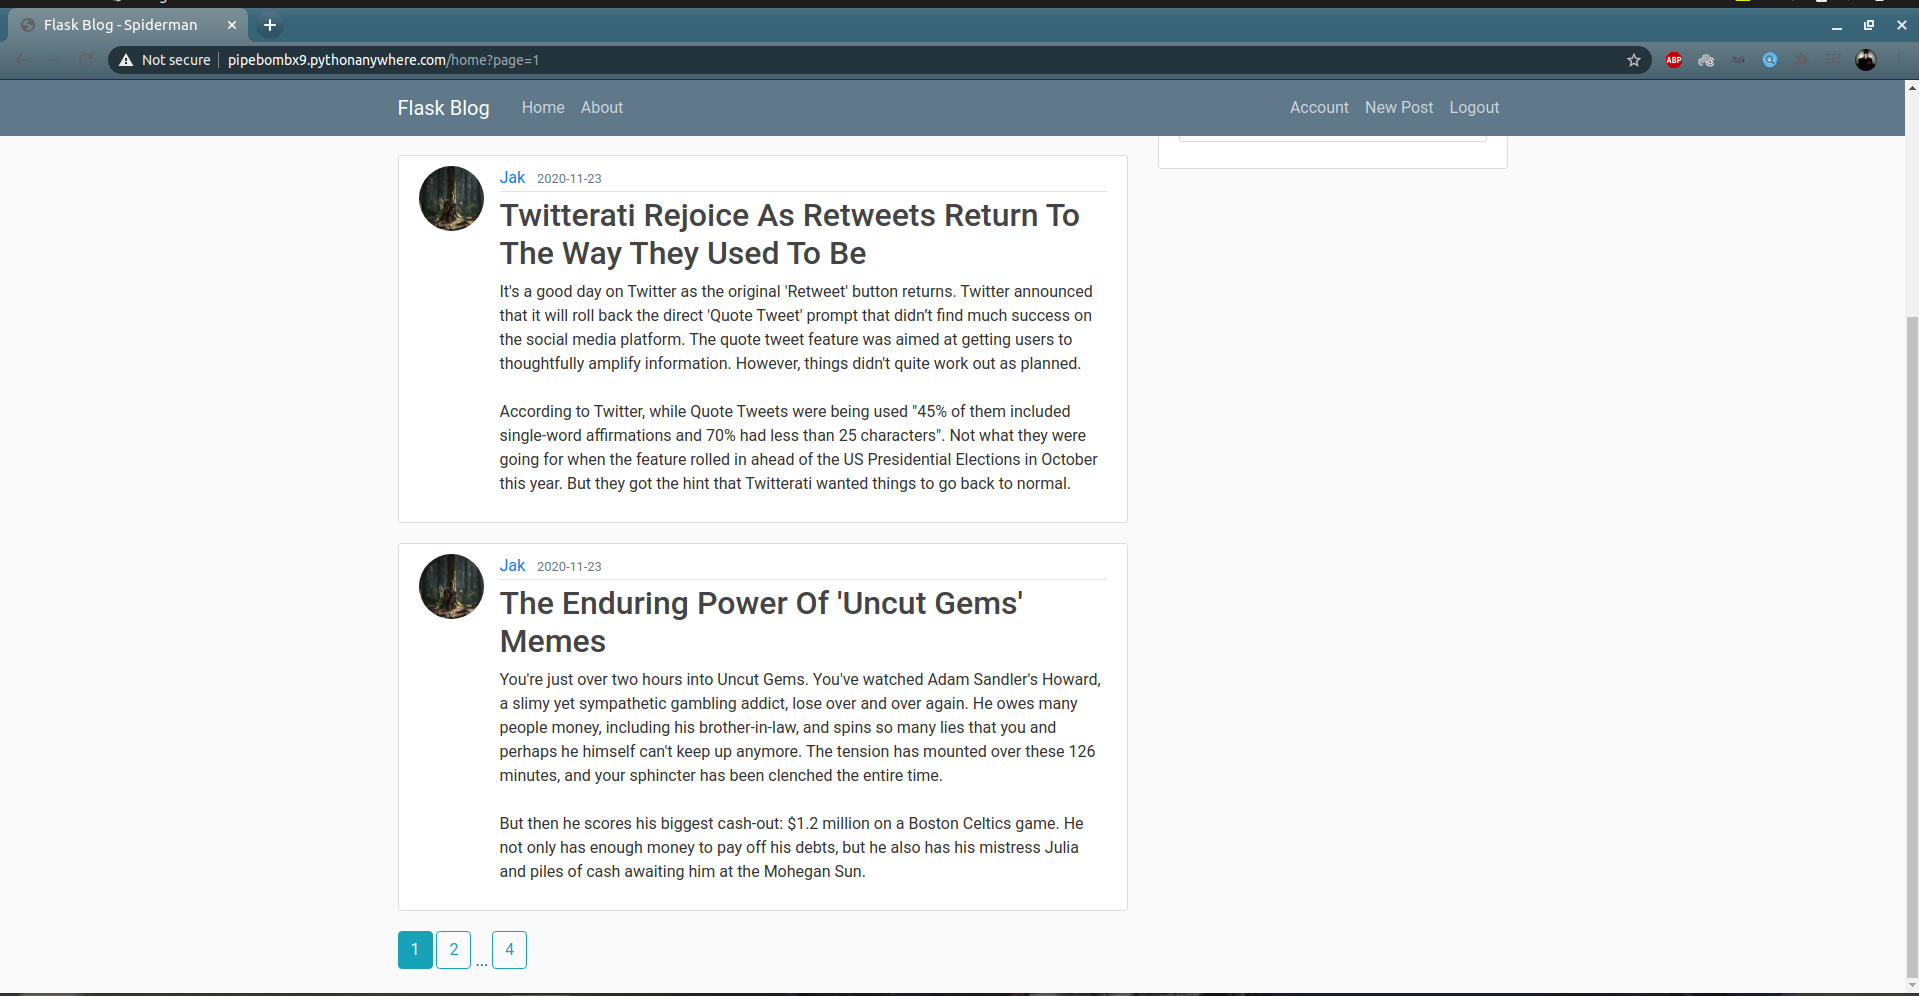 Flask Blog - Spiderman
Not secure pipebombx9.pythonanywhere.com/home?page=1
ABP
Flask Blog Home About Account New Post Logout
Jak 2020-11-23
Twitterati Rejoice As Retweets Return To
The Way They Used To Be
It's a good day on Twitter as the original 'Retweet' button returns. Twitter announced
that it will roll back the direct 'Quote Tweet' prompt that didn’t find much success on
the social media platform. The quote tweet feature was aimed at getting users to
thoughtfully amplify information. However, things didn't quite work out as planned.
According to Twitter, while Quote Tweets were being used "45% of them included
single-word affirmations and 70% had less than 25 characters". Not what they were
going for when the feature rolled in ahead of the US Presidential Elections in October
this year. But they got the hint that Twitterati wanted things to go back to normal.
Jak 2020-11-23
The Enduring Power Of 'Uncut Gems'
Memes
You're just over two hours into Uncut Gems. You've watched Adam Sandler's Howard,
a slimy yet sympathetic gambling addict, lose over and over again. He owes many
people money, including his brother-in-law, and spins so many lies that you and
perhaps he himself can't keep up anymore. The tension has mounted over these 126
minutes, and your sphincter has been clenched the entire time.
But then he scores his biggest cash-out: $1.2 million on a Boston Celtics game. He
not only has enough money to pay off his debts, but he also has his mistress Julia
and piles of cash awaiting him at the Mohegan Sun.
1 2 ... 4